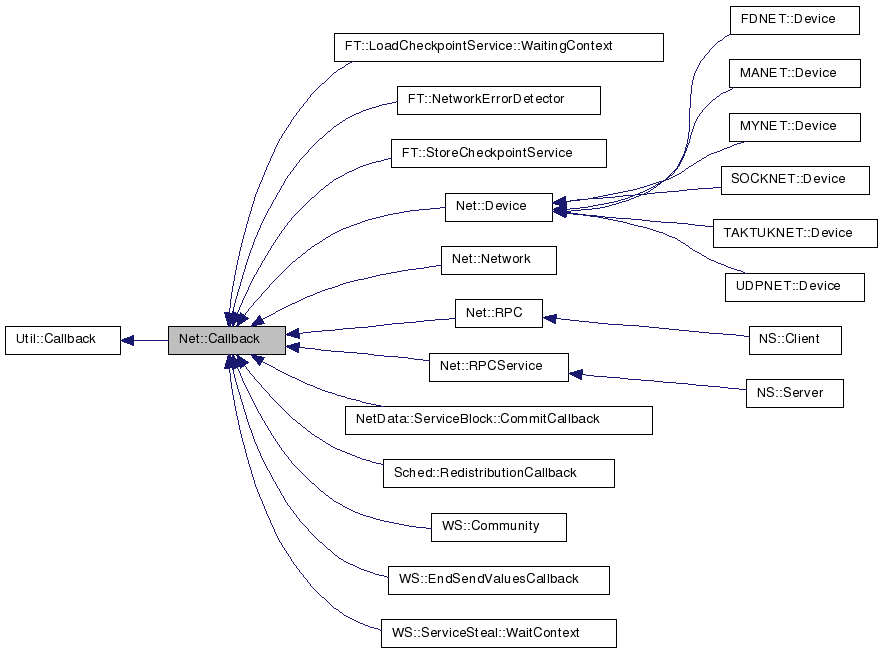 FDNET::Device
FT::LoadCheckpointService::WaitingContext
MANET::Device
FT::NetworkErrorDetector
MYNET::Device
FT::StoreCheckpointService
SOCKNET::Device
Net::Device
TAKTUKNET::Device
Net::Network
UDPNET::Device
Net::RPC
Util::Callback
Net::Callback
NS::Client
Net::RPCService
NS::Server
NetData::ServiceBlock::CommitCallback
Sched::RedistributionCallback
WS::Community
WS::EndSendValuesCallback
WS::ServiceSteal::WaitContext